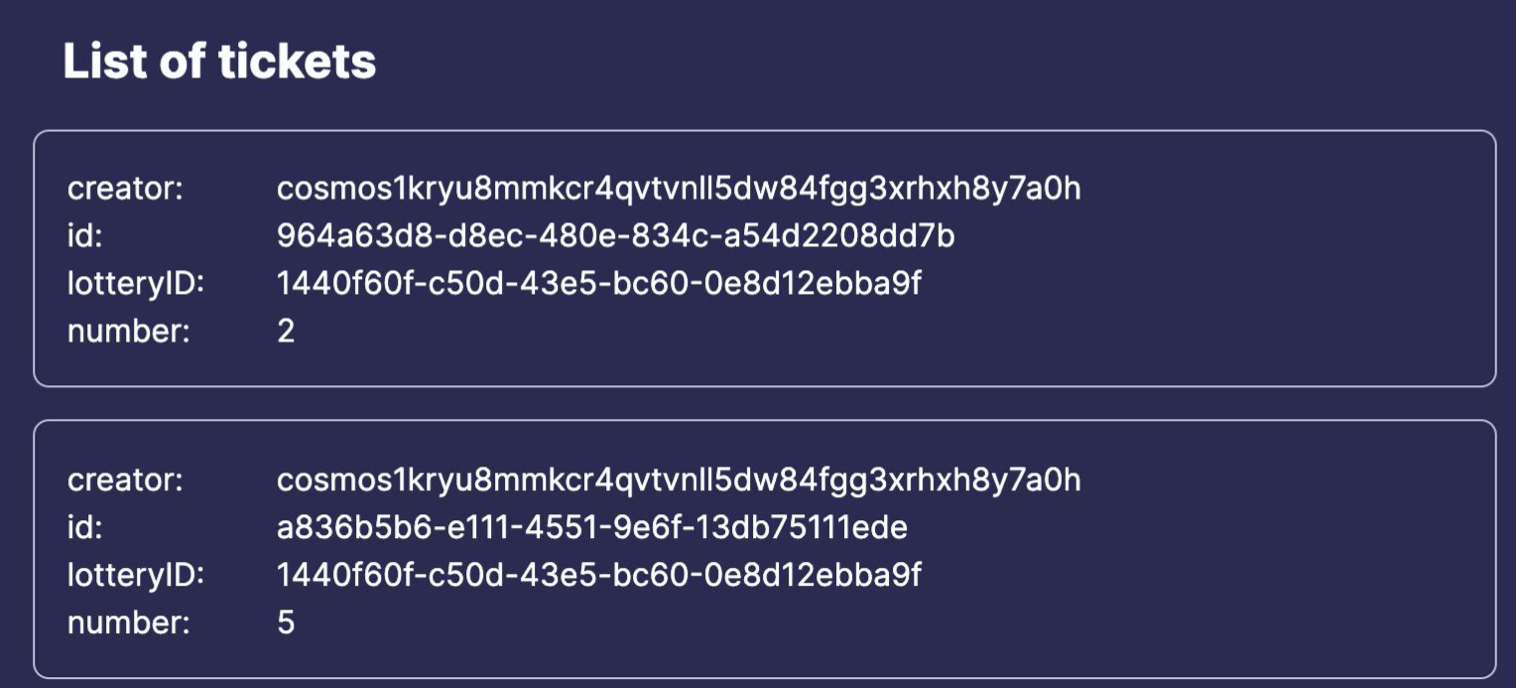 List of tickets
creator: cosmos1kryu8mmkcr4qvtvnll5dw84fgg3xrhxh8y7a0h
id: 964a63d8-d8ec-480e-834c-a54d2208dd7b
lotteryID: 1440f60f-c50d-43e5-bc60-0e8d12ebba9f
number: 2
creator: cosmos1kryu8mmkcr4qvtvnll5dw84fgg3xrhxh8y7a0h
id: a836b5b6-e111-4551-9e6f-13db75111ede
lotteryID: 1440f60f-c50d-43e5-bc60-0e8d12ebba9f
number: 5